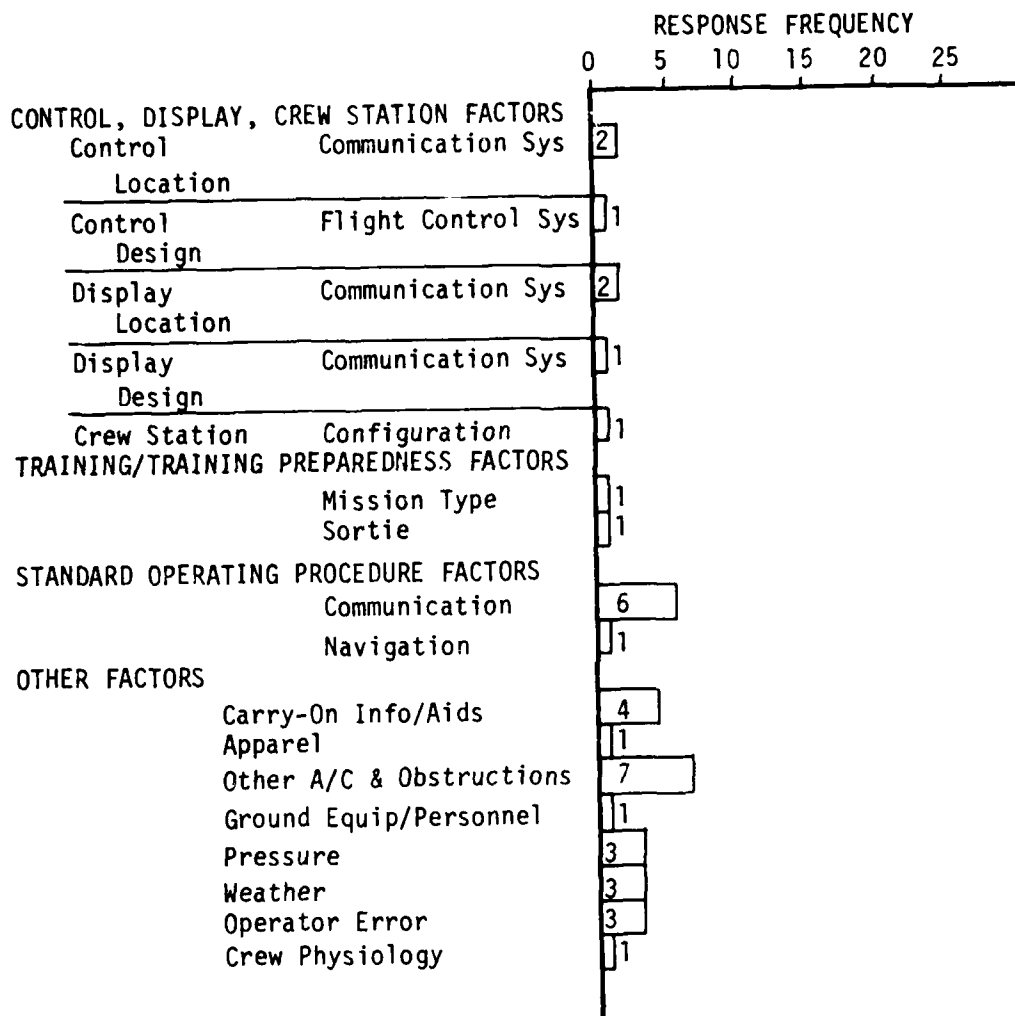 RESPONSE FREQUENCY
0 5 10 15 20 25
CONTROL, DISPLAY, CREW STATION FACTORS
Control Communication Sys 2
Location
Control Flight Control Sys 1
Design
Display Communication Sys 2
Location
Display Communication Sys 1
Design
Crew Station Configuration 1
TRAINING/TRAINING PREPAREDNESS FACTORS
Mission Type 1
Sortie 1
STANDARD OPERATING PROCEDURE FACTORS
Communication 6
Navigation 1
OTHER FACTORS
Carry-On Info/Aids 4
Apparel 1
Other A/C & Obstructions 7
Ground Equip/Personnel 1
Pressure 3
Weather 3
Operator Error 3
Crew Physiology 1